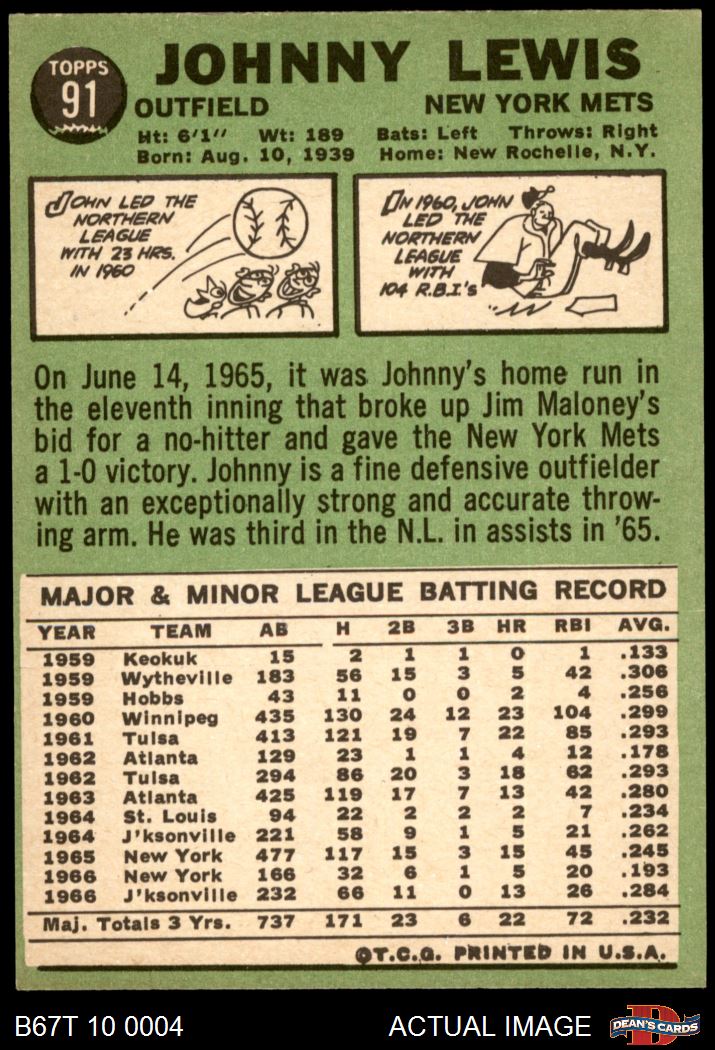 TOPPS
91
JOHNNY LEWIS
OUTFIELD NEW YORK METS
Ht: 6'1" Wt: 189 Bats: Left Throws: Right
Born: Aug. 10, 1939 Home: New Rochelle, N.Y.
JOHN LED THE
NORTHERN
LEAGUE
WITH 23 HRS.
IN 1960
IN 1960, JOHN
LED THE
NORTHERN
LEAGUE
WITH
104 R.B.I.'s
On June 14, 1965, it was Johnny's home run in
the eleventh inning that broke up Jim Maloney's
bid for a no-hitter and gave the New York Mets
a 1-0 victory. Johnny is a fine defensive outfielder
with an exceptionally strong and accurate throw-
ing arm. He was third in the N.L. in assists in '65.
MAJOR & MINOR LEAGUE BATTING RECORD
YEAR TEAM AB H 2B 3B HR RBI AVG.
1959 Keokuk 15 2 1 1 0 1 .133
1959 Wytheville 183 56 15 3 5 42 .306
1959 Hobbs 43 11 0 0 2 4 .256
1960 Winnipeg 435 130 24 12 23 104 .299
1961 Tulsa 413 121 19 7 22 85 .293
1962 Atlanta 129 23 1 1 4 12 .178
1962 Tulsa 294 86 20 3 18 62 .293
1963 Atlanta 425 119 17 7 13 42 .280
1964 St. Louis 94 22 2 2 2 7 .234
1964 J'ksonville 221 58 9 1 5 21 .262
1965 New York 477 117 15 3 15 45 .245
1966 New York 166 32 6 1 5 20 .193
1966 J'ksonville 232 66 11 0 13 26 .284
Maj. Totals 3 Yrs. 737 171 23 6 22 72 .232
©T.C.G. PRINTED IN U.S.A.
B67T 10 0004 ACTUAL IMAGE DEAN'S CARDS